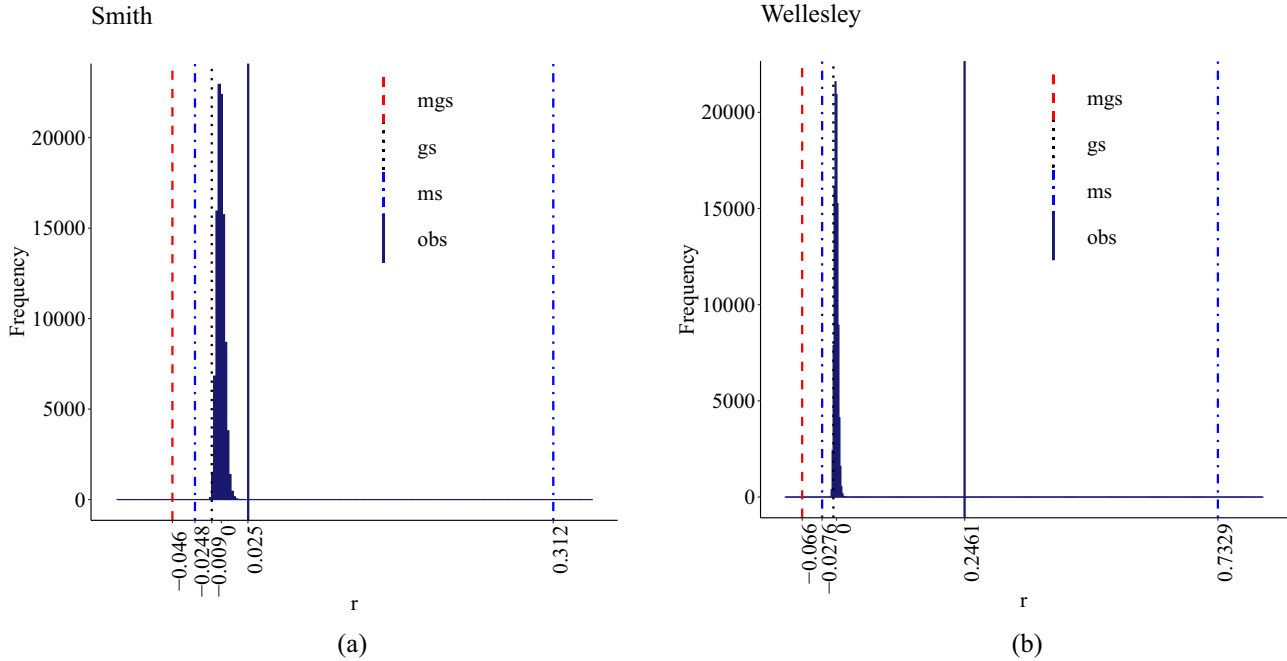 Smith
mgs
gs
ms
obs
20000
15000
10000
5000
0
Frequency
−0.046
−0.0248
−0.009
0
0.025
0.312
r
(a)
Wellesley
mgs
gs
ms
obs
20000
15000
10000
5000
0
Frequency
−0.066
−0.0276
0
0.2461
0.7329
r
(b)